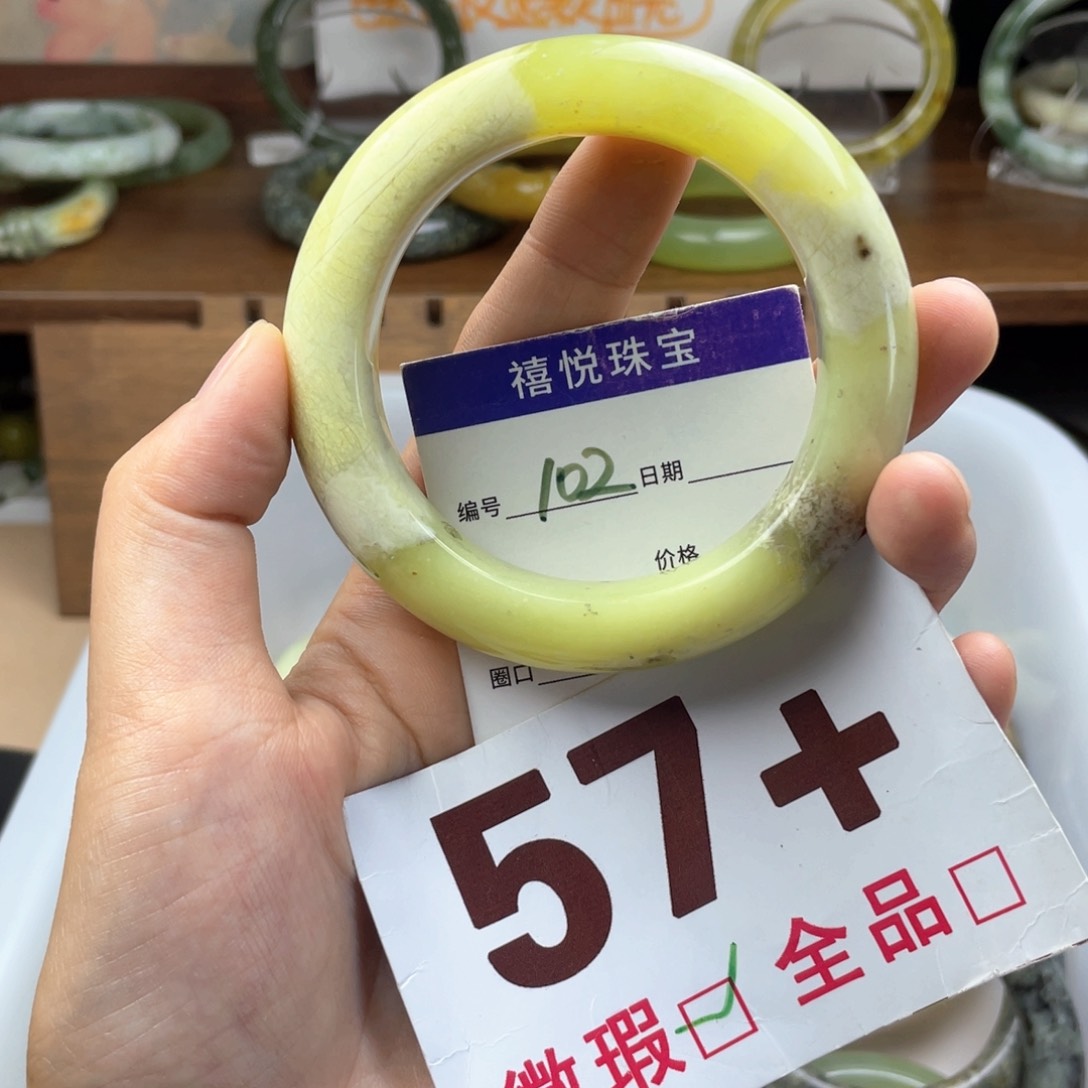 禧悦珠宝
编号 102 日期
价格
圈口
57+
微瑕 ☑ 全品 □